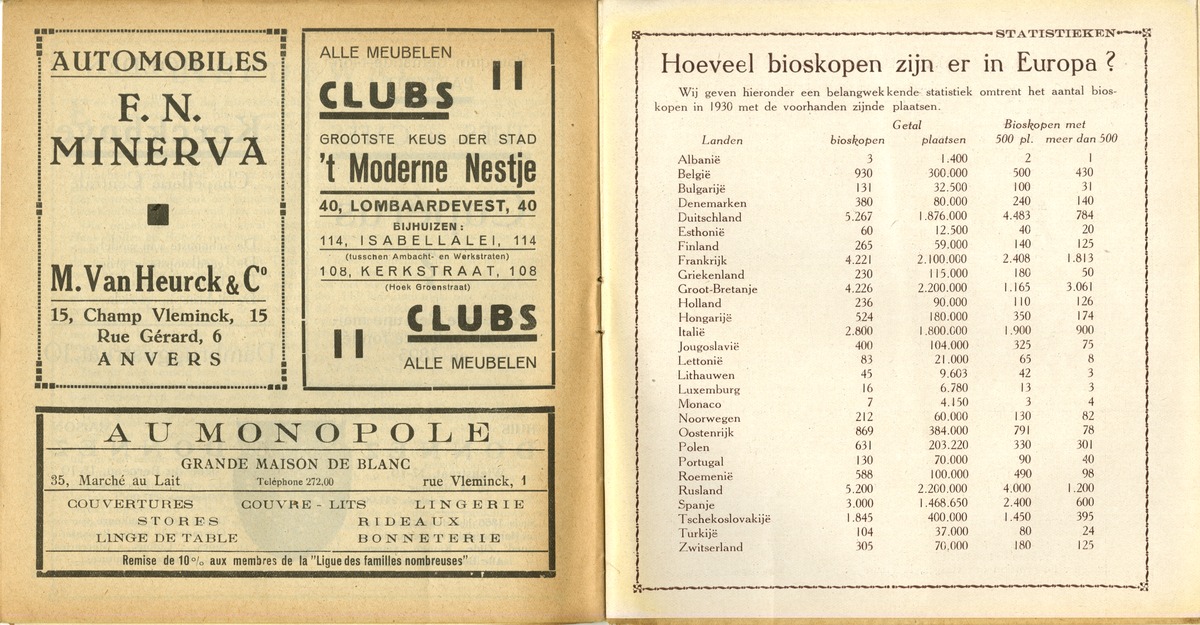 AUTOMOBILES
F. N.
MINERVA
M. Van Heurck & Cº
15, Champ Vleminck, 15
Rue Gérard, 6
ANVERS
ALLE MEUBELEN
CLUBS
GROOTSTE KEUS DER STAD
't Moderne Nestje
40, LOMBAARDEVEST, 40
BIJHUIZEN :
114, ISABELLALEI, 114
(tusschen Ambacht- en Werkstraten)
108, KERKSTRAAT, 108
(Hoek Groenstraat)
CLUBS
ALLE MEUBELEN
AU MONOPOLE
GRANDE MAISON DE BLANC
35, Marché au Lait Telèphone 272.00 rue Vleminck, 1
COUVERTURES COUVRE-LITS LINGERIE
STORES RIDEAUX
LINGE DE TABLE BONNETERIE
Remise de 10% aux membres de la "Ligue des familles nombreuses"
STATISTIEKEN
Hoeveel bioskopen zijn er in Europa ?
Wij geven hieronder een belangwekkende statistiek omtrent het aantal bios-
kopen in 1930 met de voorhanden zijnde plaatsen.
Getal Bioskopen met
Landen bioskopen plaatsen 500 pl. meer dan 500
Albanië 3 1.400 2 1
België 930 300.000 500 430
Bulgarijë 131 32.500 100 31
Denemarken 380 80.000 240 140
Duitschland 5.267 1.876.000 4.483 784
Esthonië 60 12.500 40 20
Finland 265 59.000 140 125
Frankrijk 4.221 2.100.000 2.408 1.813
Griekenland 230 115.000 180 50
Groot-Bretanje 4.226 2.200.000 1.165 3.061
Holland 236 90.000 110 126
Hongarijë 524 180.000 350 174
Italië 2.800 1.800.000 1.900 900
Jougoslavië 400 104.000 325 75
Lettonië 83 21.000 65 8
Lithauwen 45 9.603 42 3
Luxemburg 16 6.780 13 3
Monaco 7 4.150 3 4
Noorwegen 212 60.000 130 82
Oostenrijk 869 384.000 791 78
Polen 631 203.220 330 301
Portugal 130 70.000 90 40
Roemenië 588 100.000 490 98
Rusland 5.200 2.200.000 4.000 1.200
Spanje 3.000 1.468.650 2.400 600
Tschekoslovakijë 1.845 400.000 1.450 395
Turkijë 104 37.000 80 24
Zwitserland 305 70,000 180 125